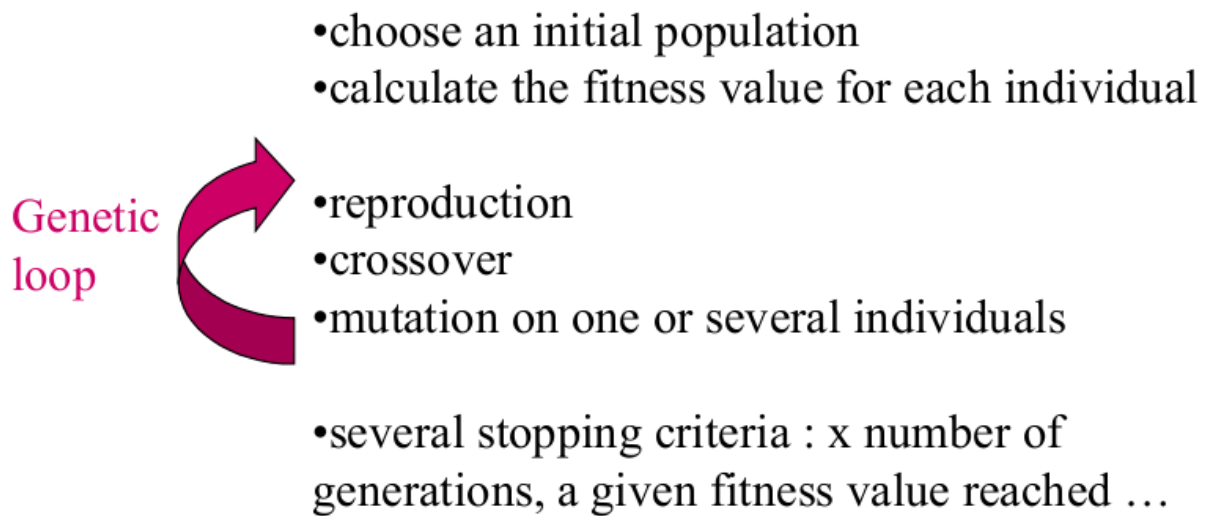 •choose an initial population
•calculate the fitness value for each individual
Genetic
loop
•reproduction
•crossover
•mutation on one or several individuals
•several stopping criteria : x number of
generations, a given fitness value reached …